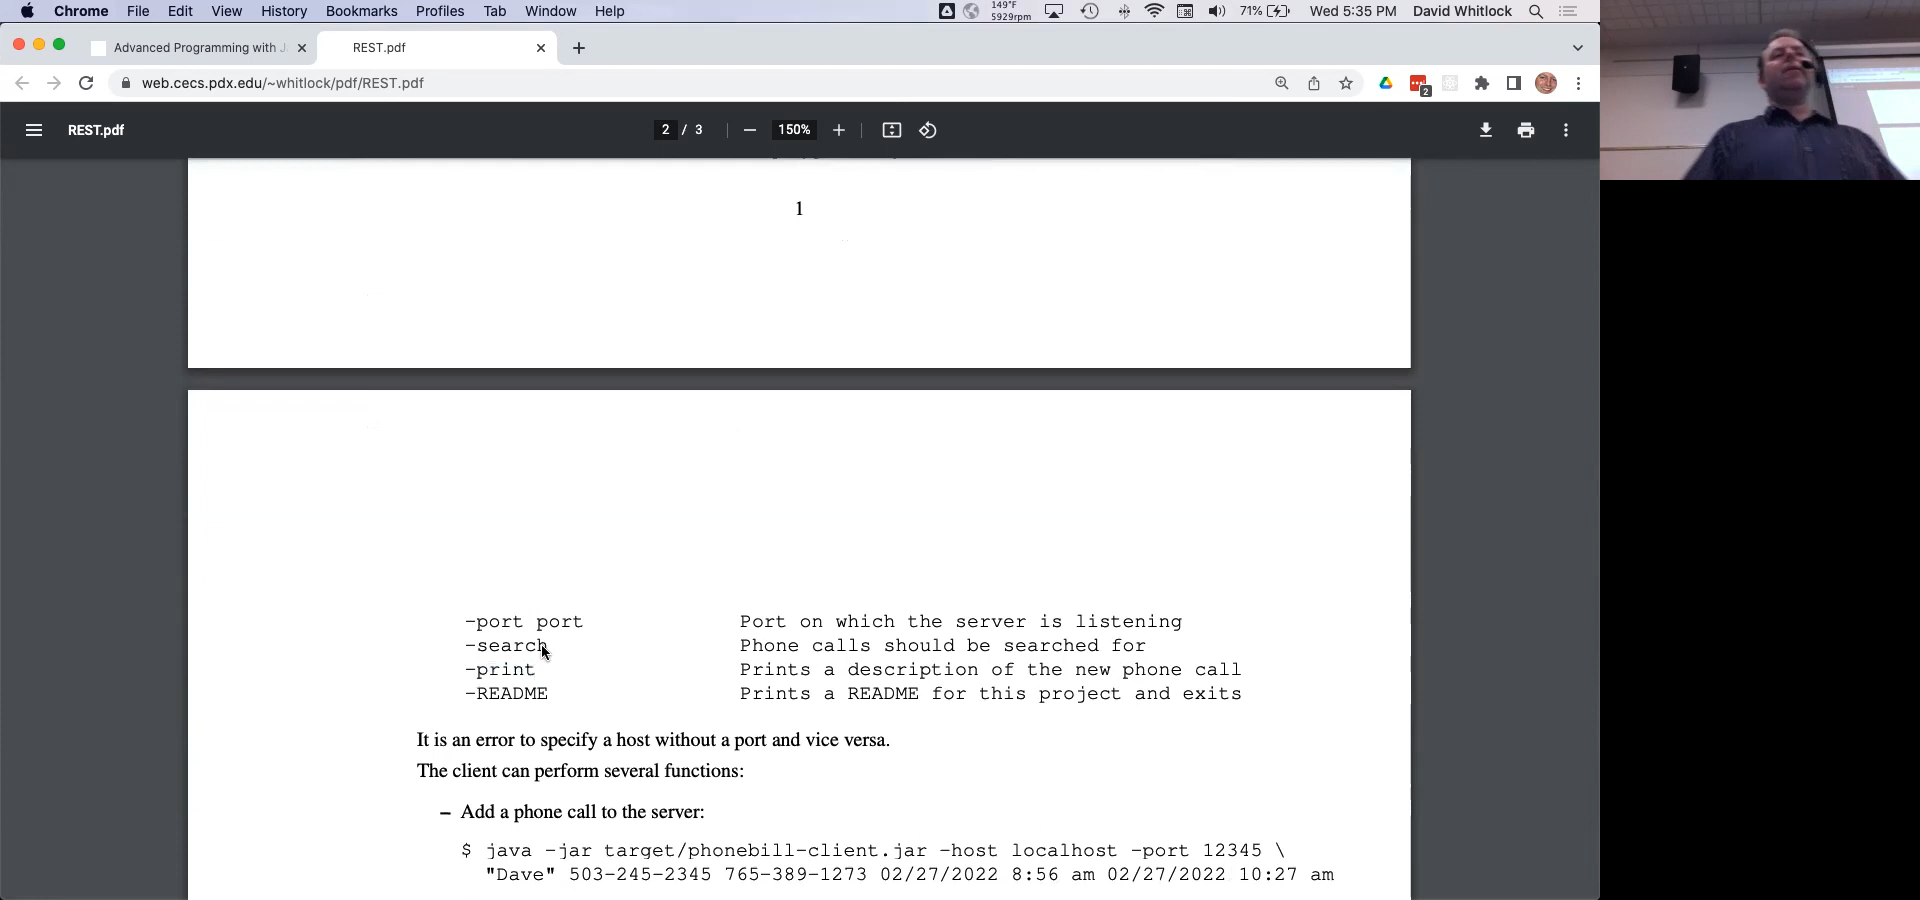 Chrome File Edit View History Bookmarks Profiles Tab Window Help 149°F 5929rpm 71% Wed 5:35 PM David Whitlock
Advanced Programming with J
REST.pdf
web.cecs.pdx.edu/~whitlock/pdf/REST.pdf
2
REST.pdf
2 / 3
150%
1
-port port Port on which the server is listening
-search Phone calls should be searched for
-print Prints a description of the new phone call
-README Prints a README for this project and exits
It is an error to specify a host without a port and vice versa.
The client can perform several functions:
– Add a phone call to the server:
$ java -jar target/phonebill-client.jar -host localhost -port 12345 \
"Dave" 503-245-2345 765-389-1273 02/27/2022 8:56 am 02/27/2022 10:27 am